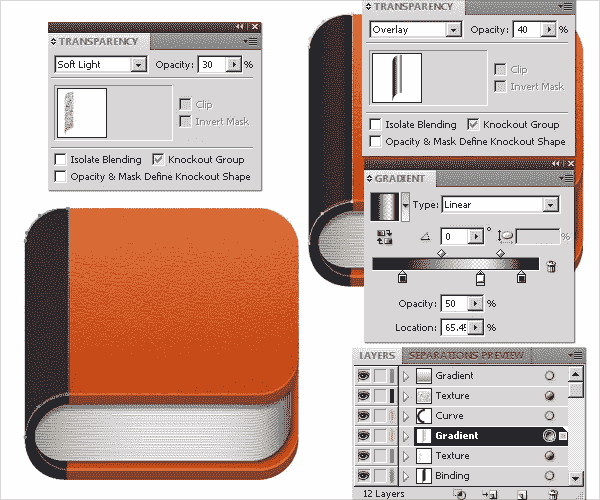 TRANSPARENCY
Soft Light Opacity: 30 %
Clip
Invert Mask
Isolate Blending Knockout Group
Opacity & Mask Define Knockout Shape
TRANSPARENCY
Overlay Opacity: 40 %
Clip
Invert Mask
Isolate Blending Knockout Group
Opacity & Mask Define Knockout Shape
GRADIENT
Type: Linear
0 ° %
Opacity: 50 %
Location: 65.45 %
LAYERS SEPARATIONS PREVIEW
Gradient
Texture
Curve
Gradient
Texture
Binding
12 Layers